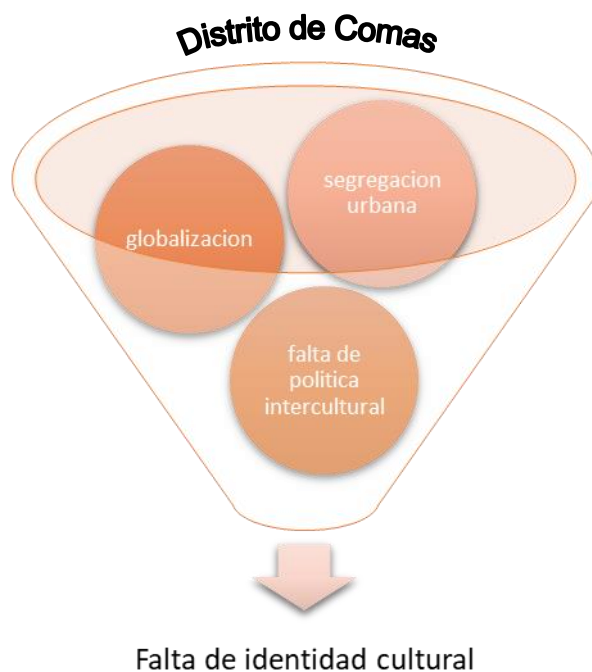 Distrito de Comas
segregacion
urbana
globalizacion
falta de
politica
intercultural
Falta de identidad cultural